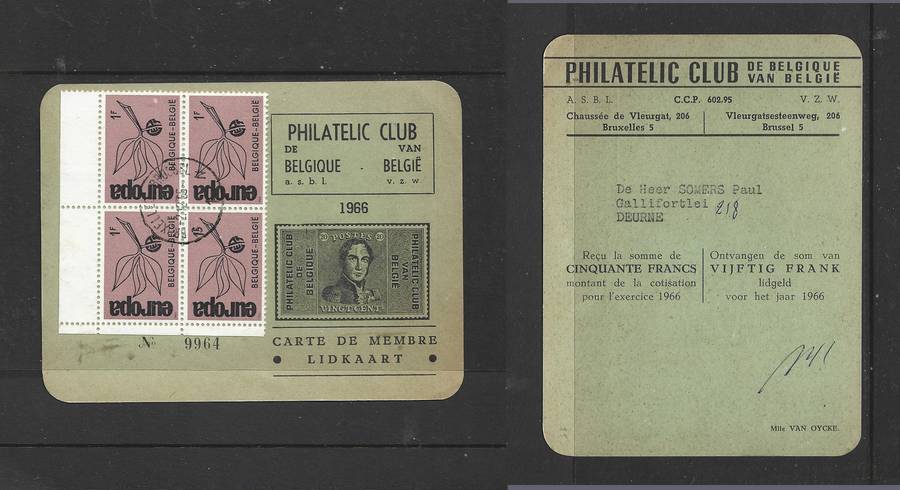 1F
BELGIQUE-BELGIË
europa
1F
BELGIQUE-BELGIË
europa
1F
BELGIQUE-BELGIË
europa
1F
BELGIQUE-BELGIË
europa
Nº 9964
PHILATELIC CLUB
DE VAN
BELGIQUE - BELGIË
a. s. b. l. v. z. w
1966
20 POSTES 20
PHILATELIC CLUB
DE
BELGIQUE
PHILATELIC CLUB
VAN
BELGIË
VINGT CENT.
CARTE DE MEMBRE
• LIDKAART •
PHILATELIC CLUB DE BELGIQUE
VAN BELGIË
A. S. B. L. C.C.P. 602.95 V. Z. W.
Chaussée de Vleurgat, 206
Bruxelles 5
Vleurgatsesteenweg, 206
Brussel 5
De Heer SOMERS Paul
Gallifortlei 218
DEURNE
Reçu la somme de
CINQUANTE FRANCS
montant de la cotisation
pour l'exercice 1966
Ontvangen de som van
VIJFTIG FRANK
lidgeld
voor het jaar 1966
Mlle VAN OYCKE.